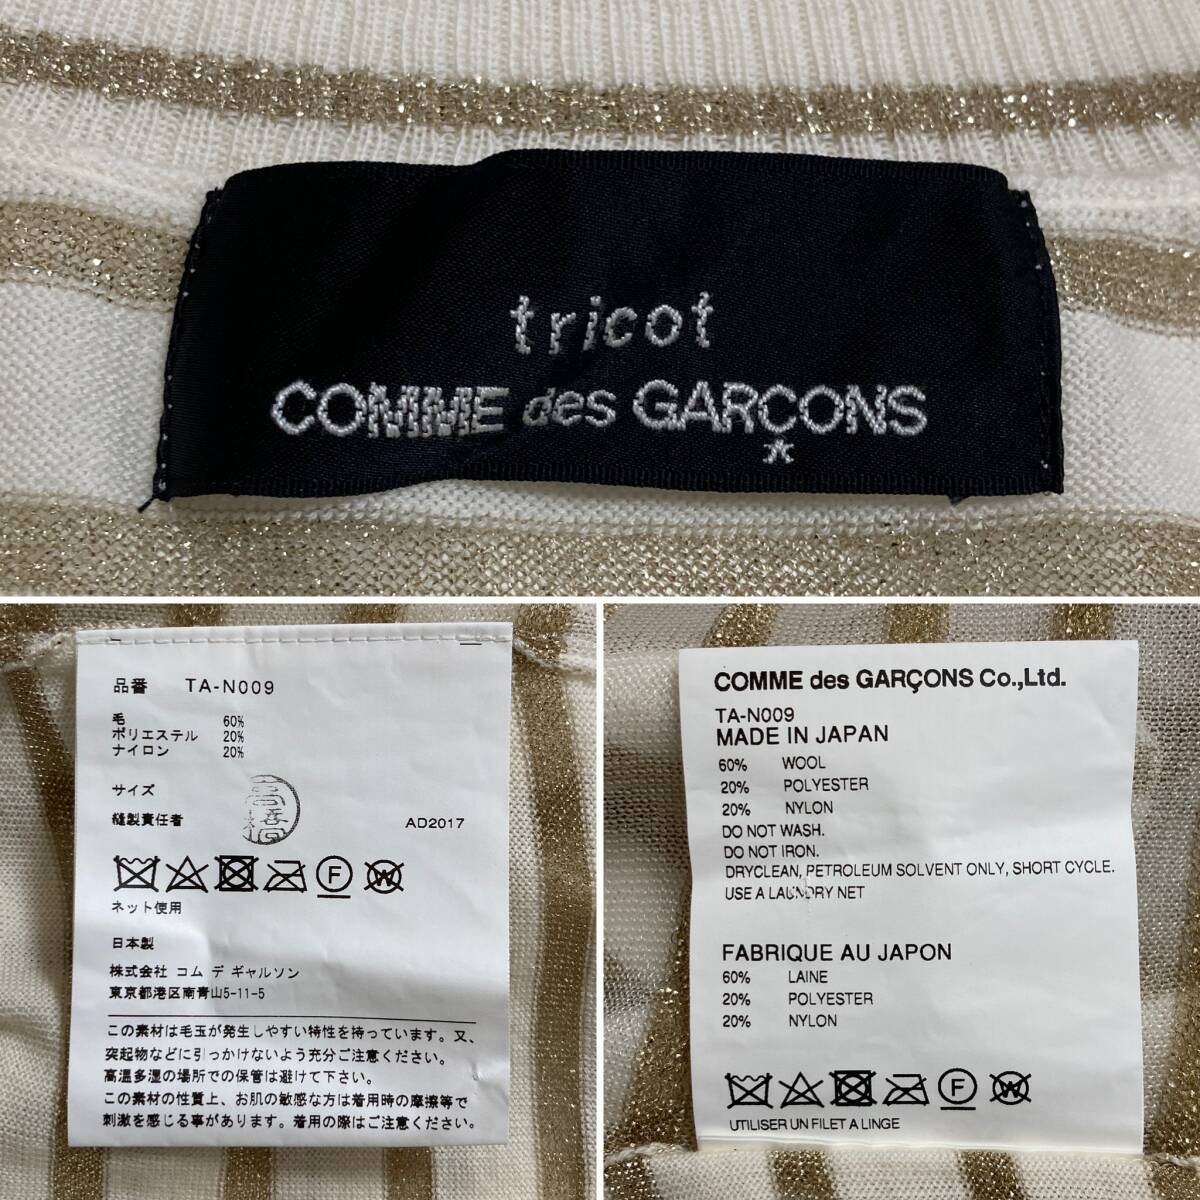 tricot
COMME des GARÇONS
品番 TA-N009
毛 60%
ポリエステル 20%
ナイロン 20%
サイズ
縫製責任者 AD2017
F W
ネット使用
日本製
株式会社 コム デ ギャルソン
東京都港区南青山5-11-5
この素材は毛玉が発生しやすい特性を持っています。又、
突起物などに引っかけないよう充分ご注意ください。
高温多湿の場所での保管は避けて下さい。
この素材の性質上、お肌の敏感な方は着用時の摩擦等で
刺激を感じる事があります。着用の際はご注意ください。
COMME des GARÇONS Co.,Ltd.
TA-N009
MADE IN JAPAN
60% WOOL
20% POLYESTER
20% NYLON
DO NOT WASH.
DO NOT IRON.
DRYCLEAN, PETROLEUM SOLVENT ONLY, SHORT CYCLE.
USE A LAUNDRY NET
FABRIQUE AU JAPON
60% LAINE
20% POLYESTER
20% NYLON
F W
UTILISER UN FILET A LINGE